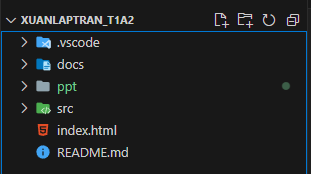 XUANLAPTRAN_T1A2
.vscode
docs
ppt
src
index.html
README.md